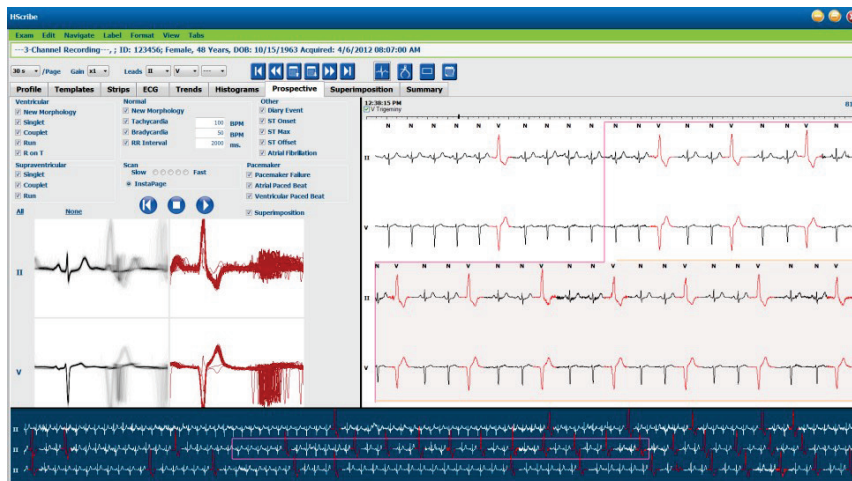 HScribe
Exam Edit Navigate Label Format View Tabs
---3-Channel Recording---, ; ID: 123456; Female, 48 Years, DOB: 10/15/1963 Acquired: 4/6/2012 08:07:00 AM
30 s /Page Gain x1 Leads II V ---
Profile Templates Strips ECG Trends Histograms Prospective Superimposition Summary
Ventricular Normal Other
New Morphology New Morphology Diary Event
Singlet Tachycardia 100 BPM ST Onset
Couplet Bradycardia 50 BPM ST Max
Run RR Interval 2000 ms. ST Offset
R on T Atrial Fibrillation
Supraventricular Scan Pacemaker
Singlet Slow Fast Pacemaker Failure
Couplet InstaPage Atrial Paced Beat
Run Ventricular Paced Beat
All None Superimposition
II
V
12:38:15 PM 81
V Trigeminy
N N N N N N V N N N N N N V N N V N N V N
II
V
N V N N V N N N N V N N V N N V N N V N N V N N
II
V
II
II
II